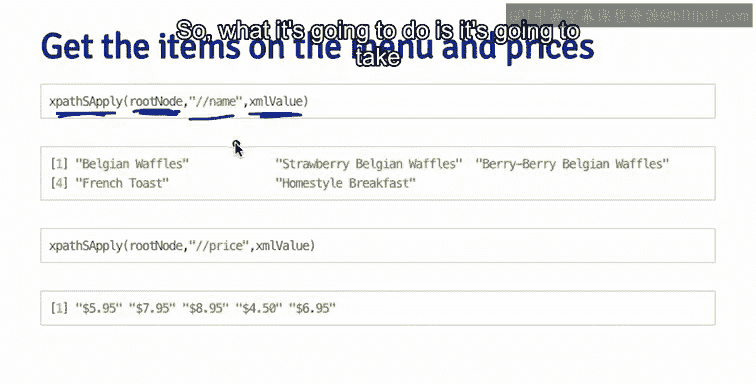 So, what it's going to do is it's going to
take
Get the items on the menu and prices
xpathSApply(rootNode,"//name",xmlValue)
[1] "Belgian Waffles" "Strawberry Belgian Waffles" "Berry-Berry Belgian Waffles"
[4] "French Toast" "Homestyle Breakfast"
xpathSApply(rootNode,"//price",xmlValue)
[1] "$5.95" "$7.95" "$8.95" "$4.50" "$6.95"